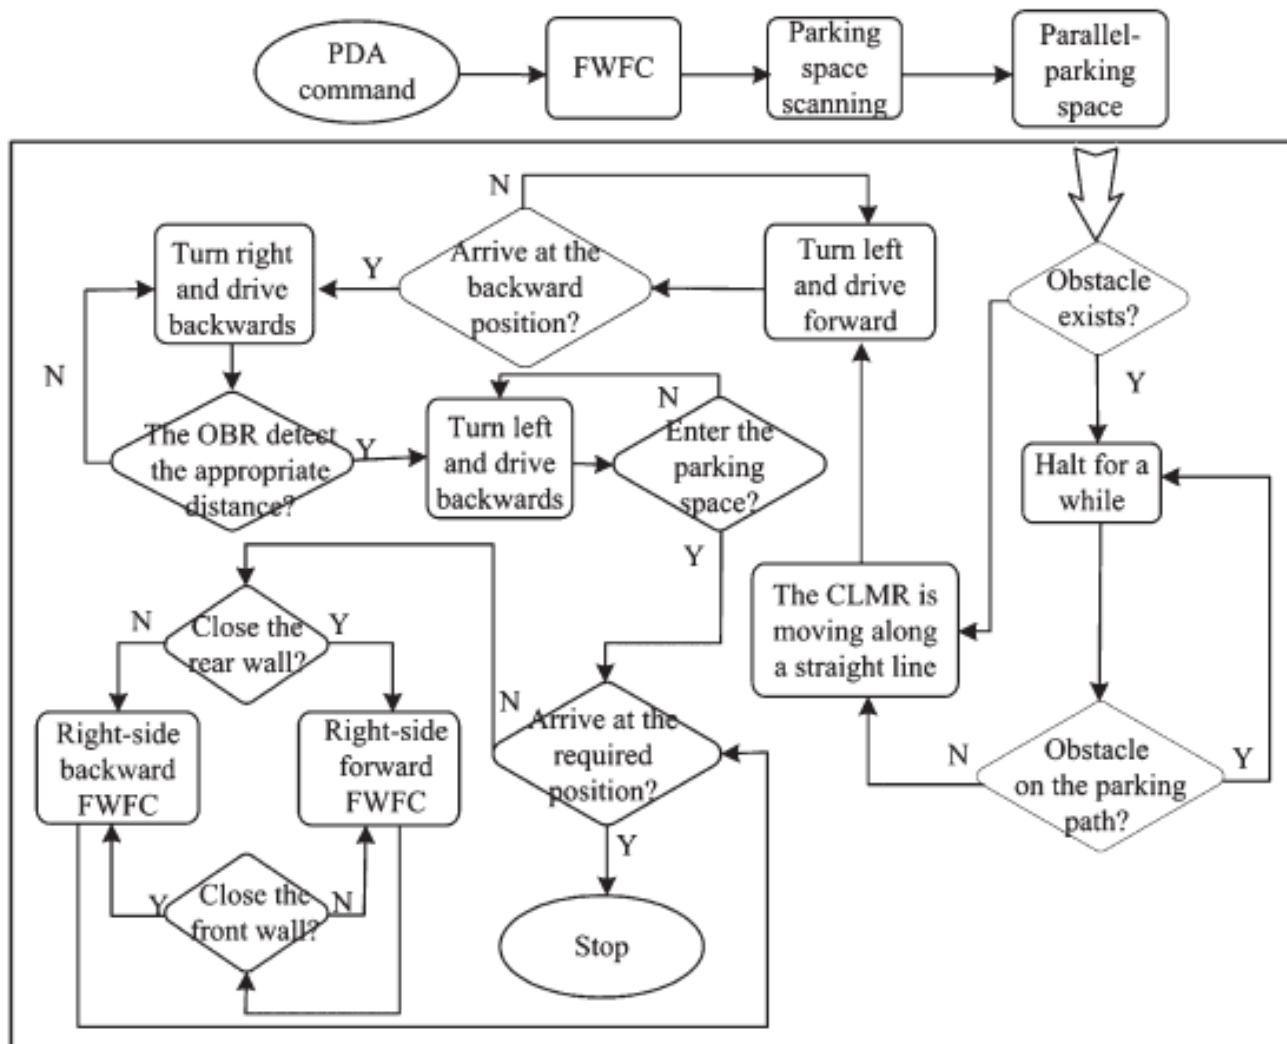 PDA
command
FWFC
Parking
space
scanning
Parallel-
parking
space
N
Turn right
and drive
backwards
Y
Arrive at the
backward
position?
Turn left
and drive
forward
Obstacle
exists?
N
Y
The OBR detect
the appropriate
distance?
Y
Turn left
and drive
backwards
N
Enter the
parking
space?
Halt for a
while
Y
N
Close the
rear wall?
Y
The CLMR is
moving along
a straight line
N
Right-side
backward
FWFC
Right-side
forward
FWFC
Arrive at the
required
position?
N
Obstacle
on the parking
path?
Y
Y
Y
Close the
front wall?
N
Stop